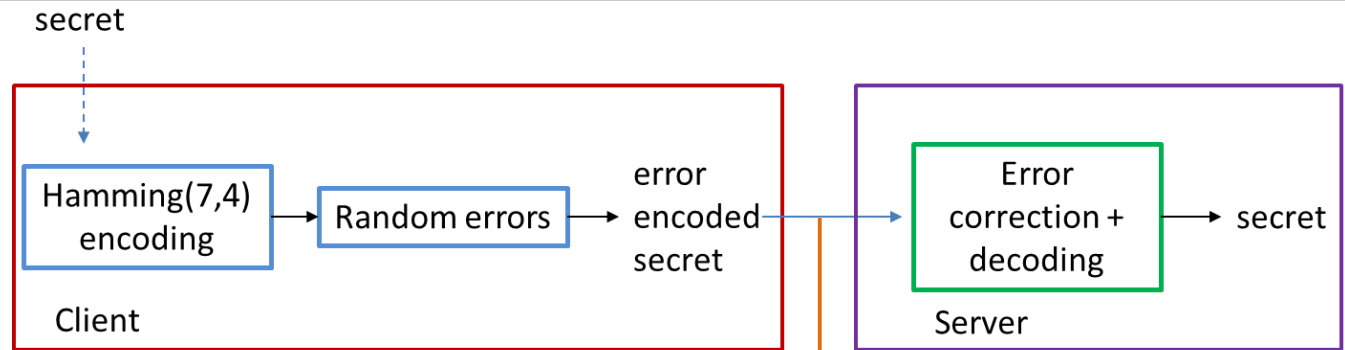 secret
Hamming(7,4)
encoding
Random errors
error
encoded
secret
Client
Error
correction +
decoding
secret
Server